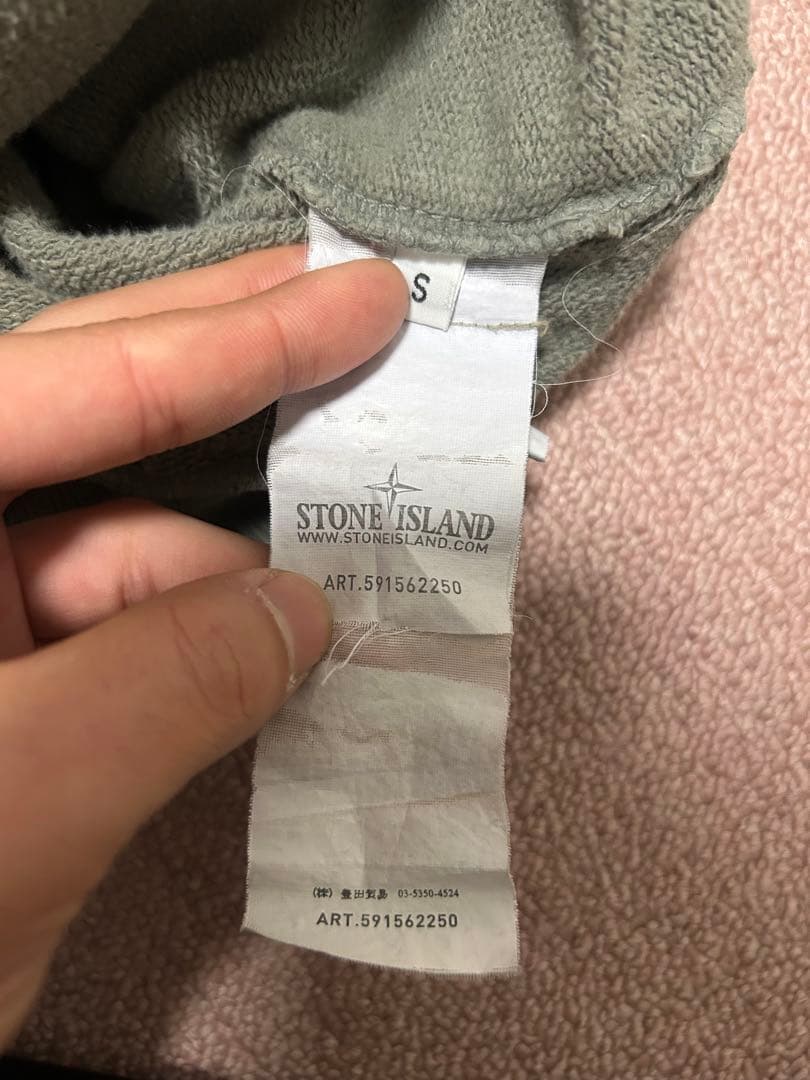 S
STONE ISLAND
WWW.STONEISLAND.COM
ART.591562250
(株) 豊田貿易 03-5350-4524
ART.591562250